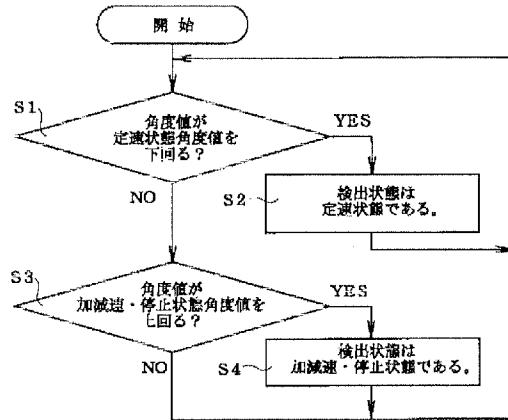 開始
S1
角度値が
定速状態角度値を
下回る？
YES
NO
S2
検出状態は
定速状態である。
S3
角度値が
加減速・停止状態角度値を
上回る？
YES
NO
S4
検出状態は
加減速・停止状態である。